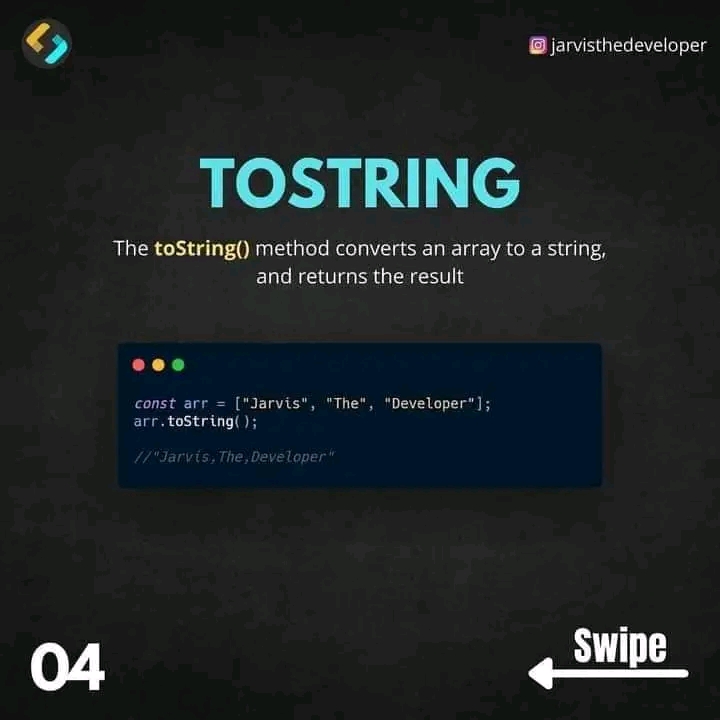 jarvisthedeveloper
TOSTRING
The toString() method converts an array to a string,
and returns the result
const arr = ["Jarvis", "The", "Developer"];
arr.toString();
//"Jarvis,The,Developer"
04
Swipe